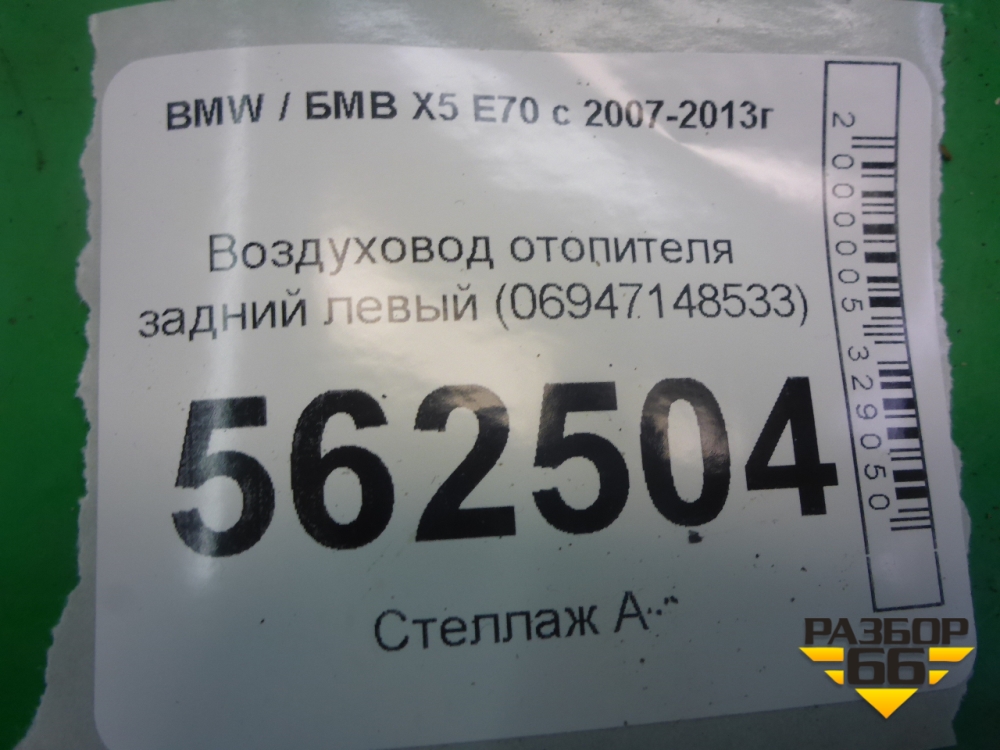 BMW / БМВ X5 E70 с 2007-2013г
Воздуховод отопителя
задний левый (06947148533)
562504
Стеллаж А
2000005329050
РАЗБОР
66